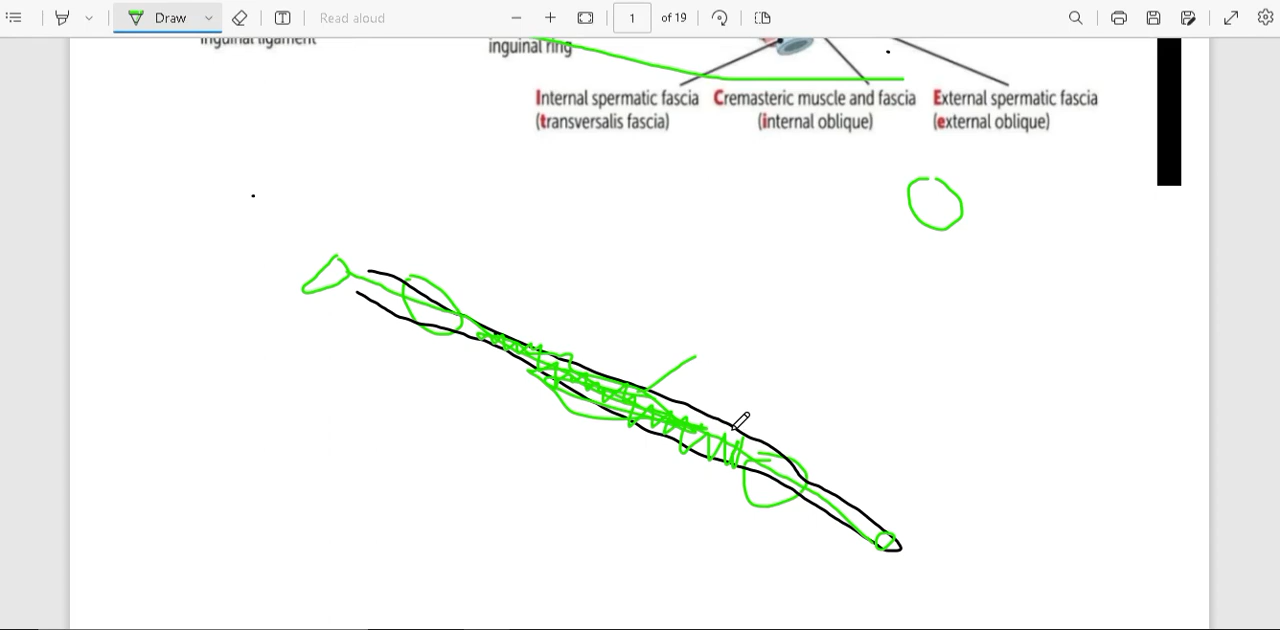 Draw
Read aloud
1
of 19
inguinal ligament
inguinal ring
Internal spermatic fascia
(transversalis fascia)
Cremasteric muscle and fascia
(internal oblique)
External spermatic fascia
(external oblique)